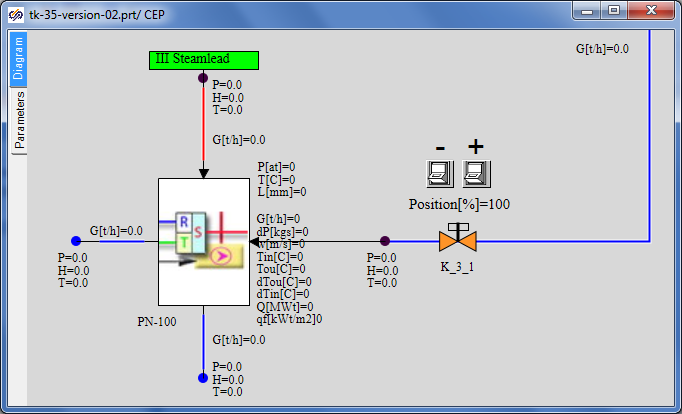 tk-35-version-02.prt/ CEP
Diagram
Parameters
III Steamlead
P=0.0
H=0.0
T=0.0
G[t/h]=0.0
G[t/h]=0.0
- +
Position[%]=100
P[at]=0
T[C]=0
L[mm]=0
G[t/h]=0
dP[kgs]=0
w[m/s]=0
Tin[C]=0
Tou[C]=0
dTou[C]=0
dTin[C]=0
Q[MWt]=0
qf[kWt/m2]0
G[t/h]=0.0
P=0.0
H=0.0
T=0.0
R
T
S
P=0.0
H=0.0
T=0.0
K_3_1
PN-100
G[t/h]=0.0
P=0.0
H=0.0
T=0.0